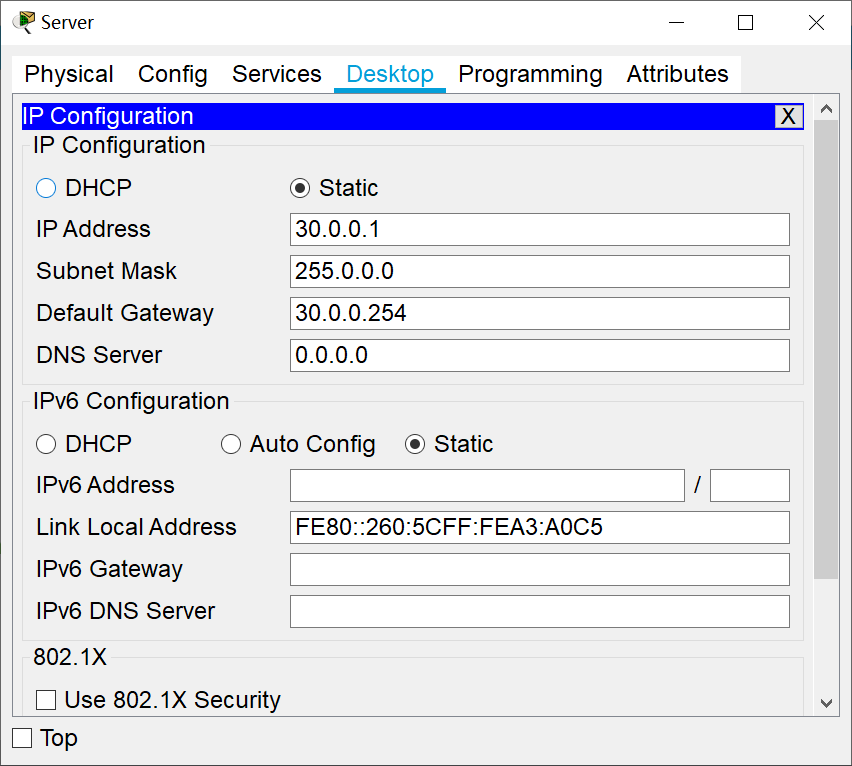 Server
Physical Config Services Desktop Programming Attributes
IP Configuration X
IP Configuration
DHCP Static
IP Address 30.0.0.1
Subnet Mask 255.0.0.0
Default Gateway 30.0.0.254
DNS Server 0.0.0.0
IPv6 Configuration
DHCP Auto Config Static
IPv6 Address /
Link Local Address FE80::260:5CFF:FEA3:A0C5
IPv6 Gateway
IPv6 DNS Server
802.1X
Use 802.1X Security
Top